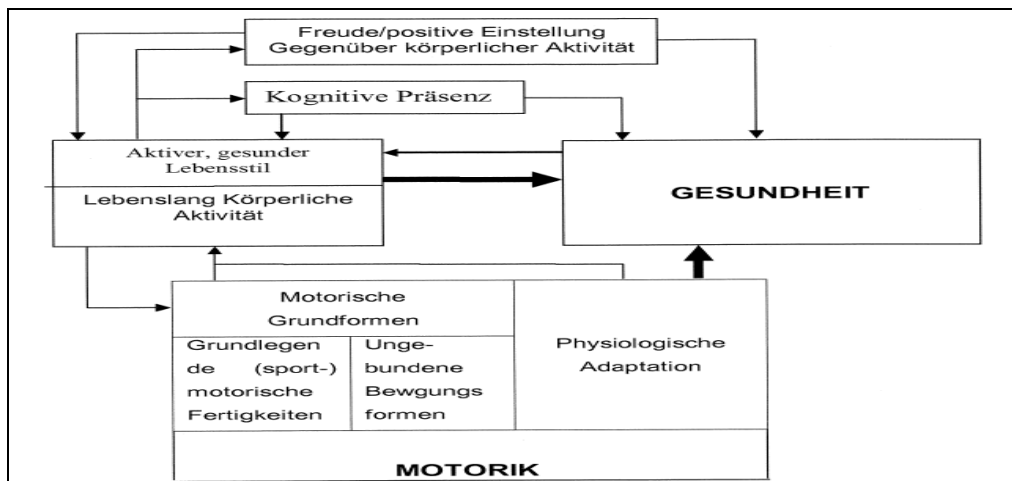 Freude/positive Einstellung
Gegenüber körperlicher Aktivität
Kognitive Präsenz
Aktiver, gesunder
Lebensstil
Lebenslang Körperliche
Aktivität
GESUNDHEIT
Motorische
Grundformen
Grundlegen
de (sport-)
motorische
Fertigkeiten
Unge-
bundene
Bewgungs
formen
Physiologische
Adaptation
MOTORIK